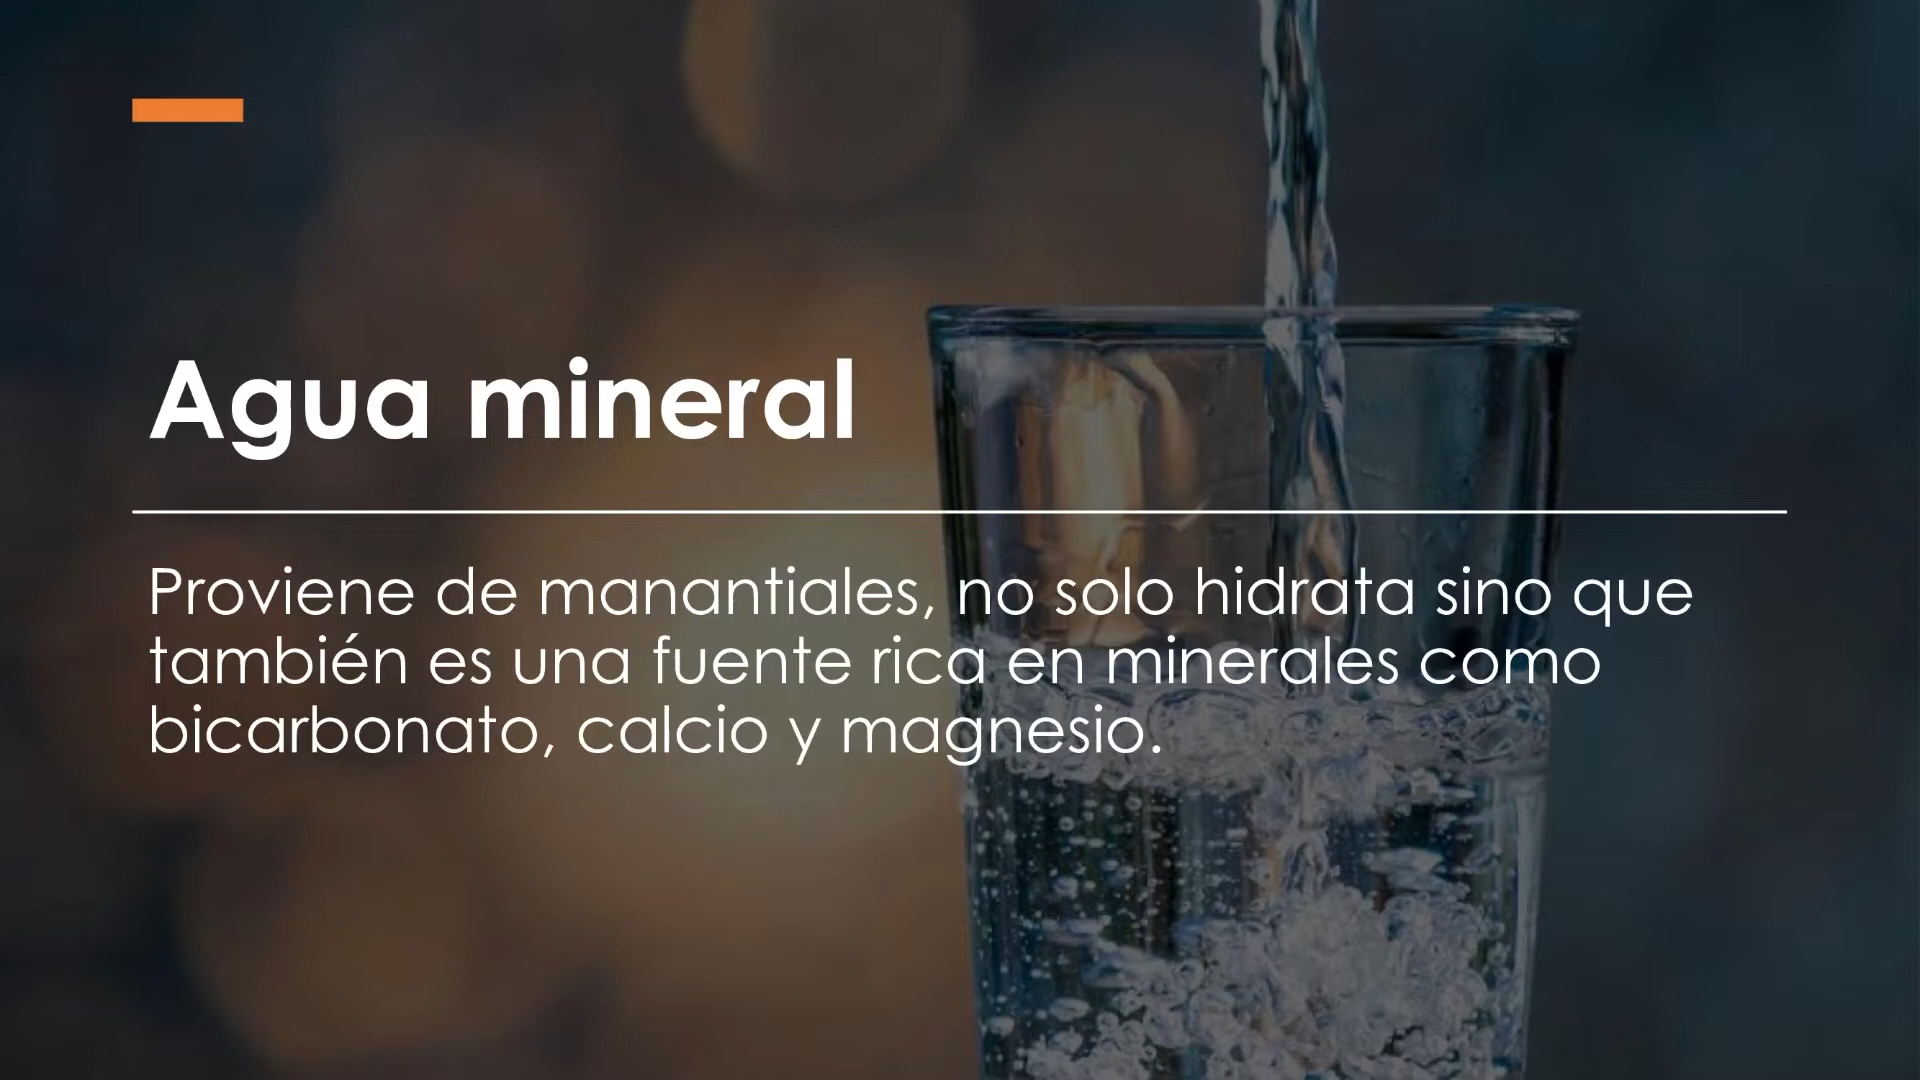 Agua mineral
Proviene de manantiales, no solo hidrata sino que
también es una fuente rica en minerales como
bicarbonato, calcio y magnesio.